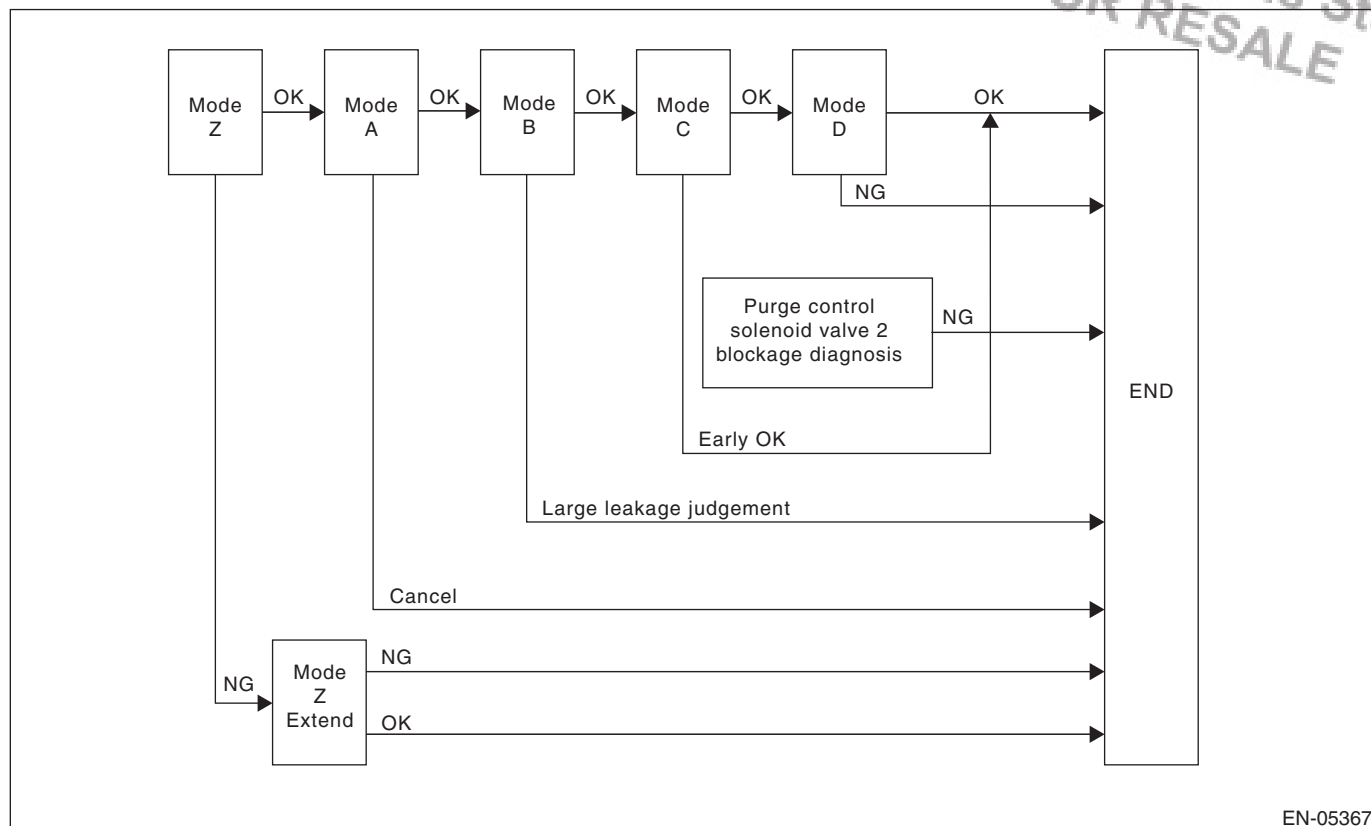 OR RESALE
Mode
Z
OK
Mode
A
OK
Mode
B
OK
Mode
C
OK
Mode
D
OK
NG
Purge control
solenoid valve 2
blockage diagnosis
NG
END
Early OK
Large leakage judgement
Cancel
NG
Mode
Z
Extend
NG
OK
EN-05367